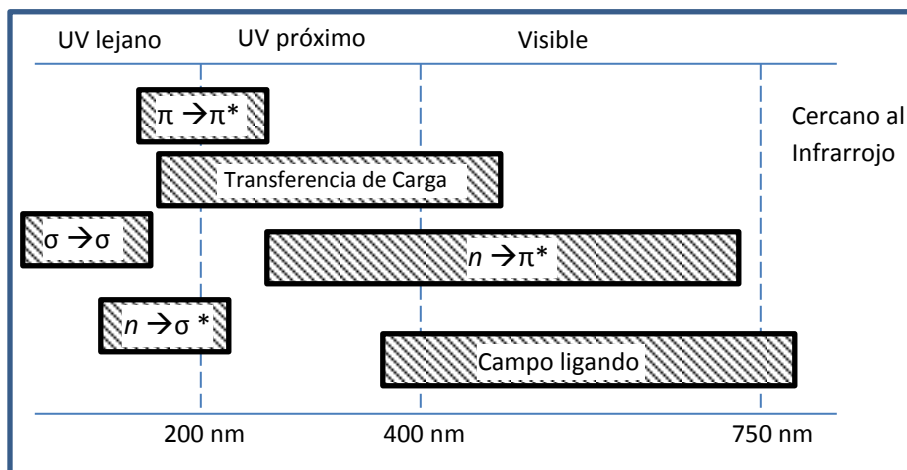 UV lejano
UV próximo
Visible
π →π*
Cercano al
Infrarrojo
Transferencia de Carga
σ →σ
n →π*
n →σ *
Campo ligando
200 nm
400 nm
750 nm